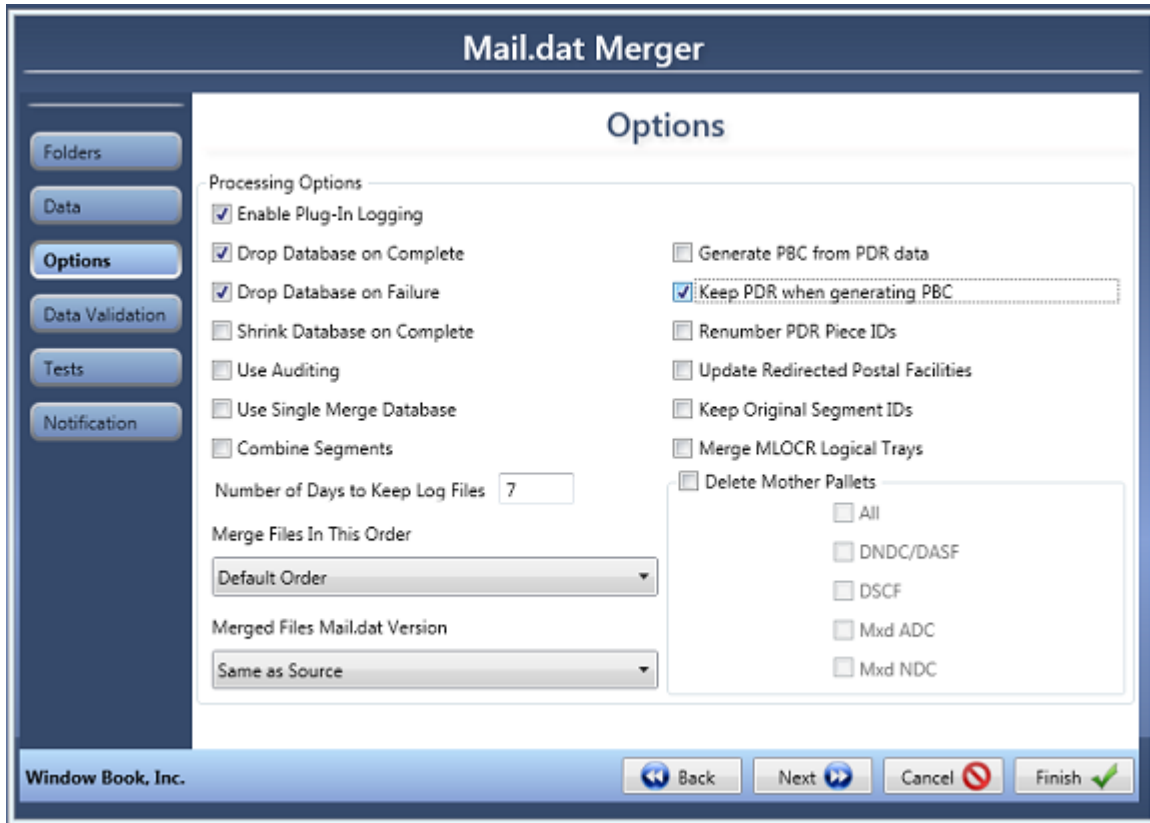 Mail.dat Merger
Folders
Data
Options
Data Validation
Tests
Notification
Options
Processing Options
Enable Plug-In Logging
Drop Database on Complete
Drop Database on Failure
Shrink Database on Complete
Use Auditing
Use Single Merge Database
Combine Segments
Number of Days to Keep Log Files 7
Merge Files In This Order
Default Order
Merged Files Mail.dat Version
Same as Source
Generate PBC from PDR data
Keep PDR when generating PBC
Renumber PDR Piece IDs
Update Redirected Postal Facilities
Keep Original Segment IDs
Merge MLOCR Logical Trays
Delete Mother Pallets
All
DNDC/DASF
DSCF
Mxd ADC
Mxd NDC
Window Book, Inc.
Back
Next
Cancel
Finish